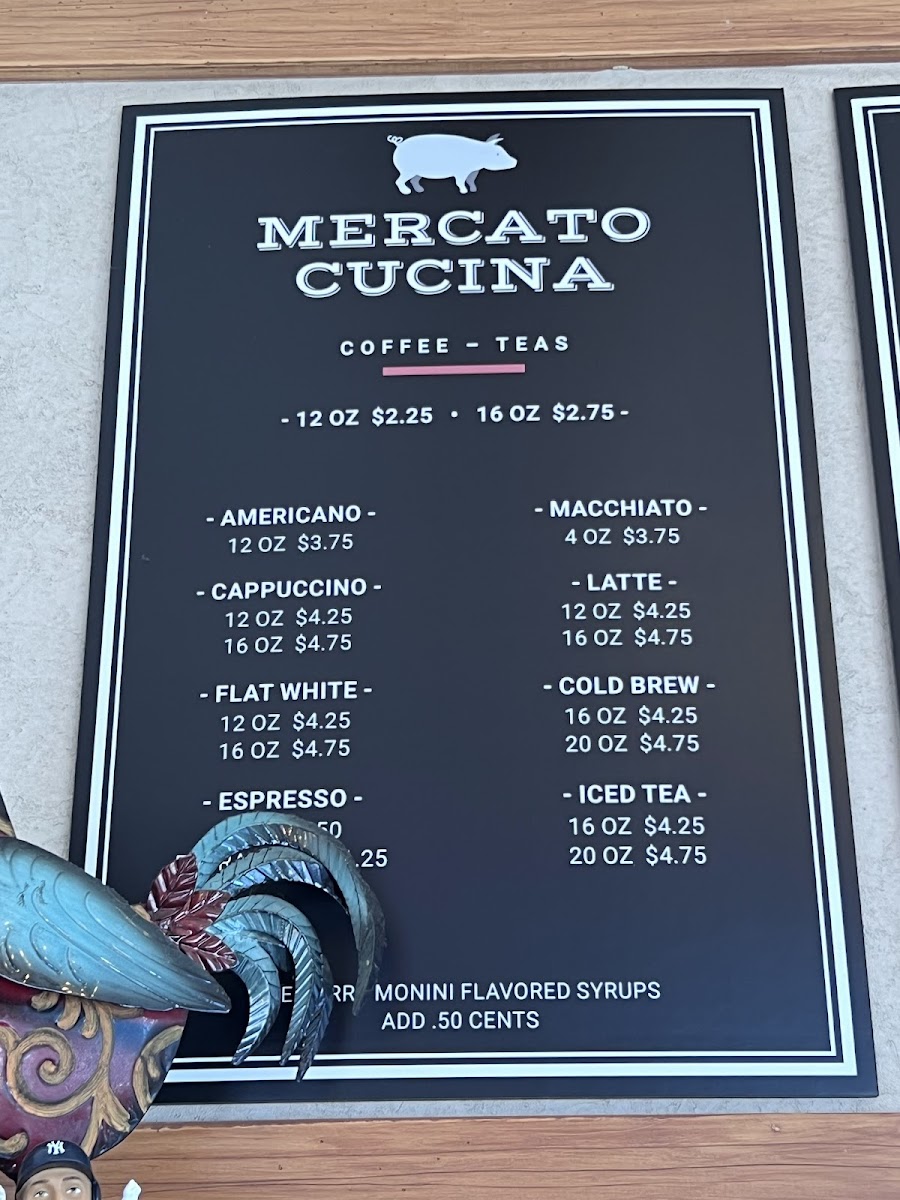 MERCATO
CUCINA
COFFEE – TEAS
- 12 OZ $2.25 • 16 OZ $2.75 -
- AMERICANO -
12 OZ $3.75
- CAPPUCCINO -
12 OZ $4.25
16 OZ $4.75
- FLAT WHITE -
12 OZ $4.25
16 OZ $4.75
- ESPRESSO -
50
.25
- MACCHIATO -
4 OZ $3.75
- LATTE -
12 OZ $4.25
16 OZ $4.75
- COLD BREW -
16 OZ $4.25
20 OZ $4.75
- ICED TEA -
16 OZ $4.25
20 OZ $4.75
MONINI FLAVORED SYRUPS
ADD .50 CENTS
NY